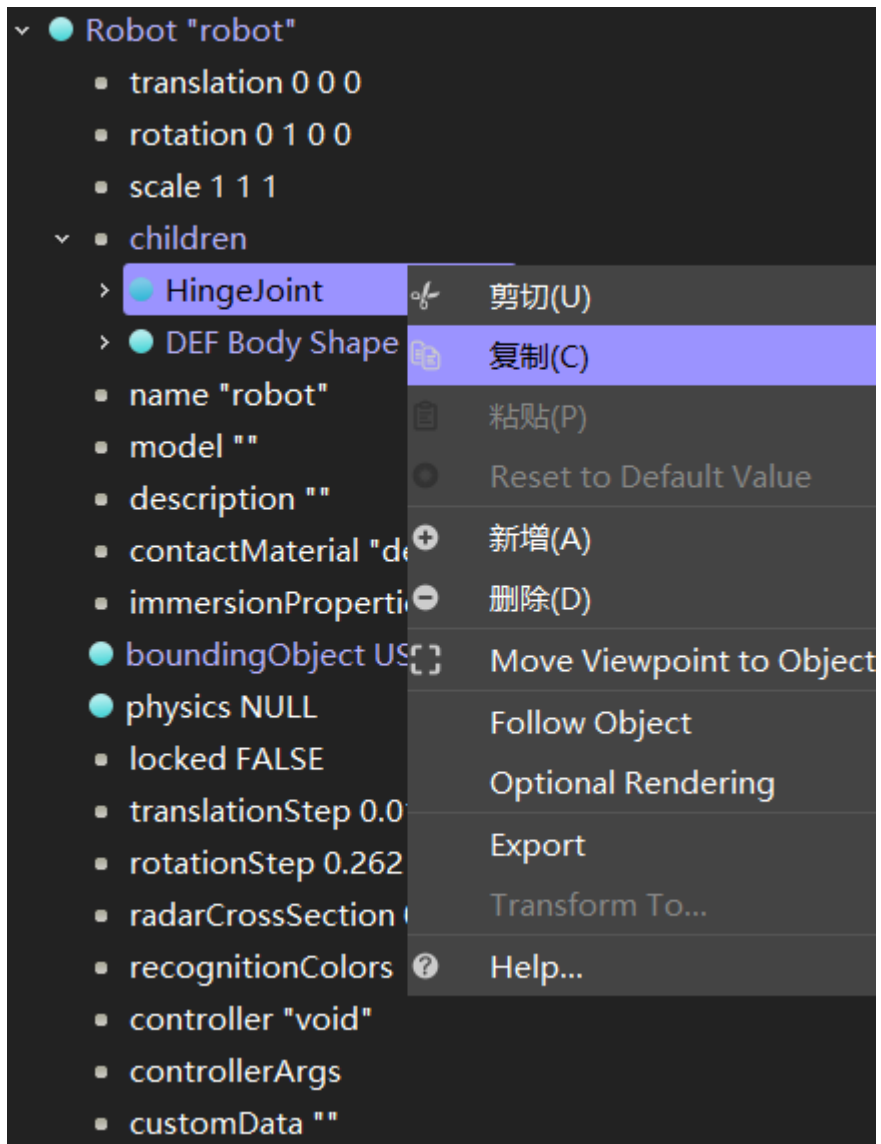 Robot "robot"
translation 0 0 0
rotation 0 1 0 0
scale 1 1 1
children
HingeJoint
DEF Body Shape
name "robot"
model ""
description ""
contactMaterial "de
immersionProperti
boundingObject US
physics NULL
locked FALSE
translationStep 0.0
rotationStep 0.262
radarCrossSection
recognitionColors
controller "void"
controllerArgs
customData ""
剪切(U)
复制(C)
粘贴(P)
Reset to Default Value
新增(A)
删除(D)
Move Viewpoint to Object
Follow Object
Optional Rendering
Export
Transform To...
Help...